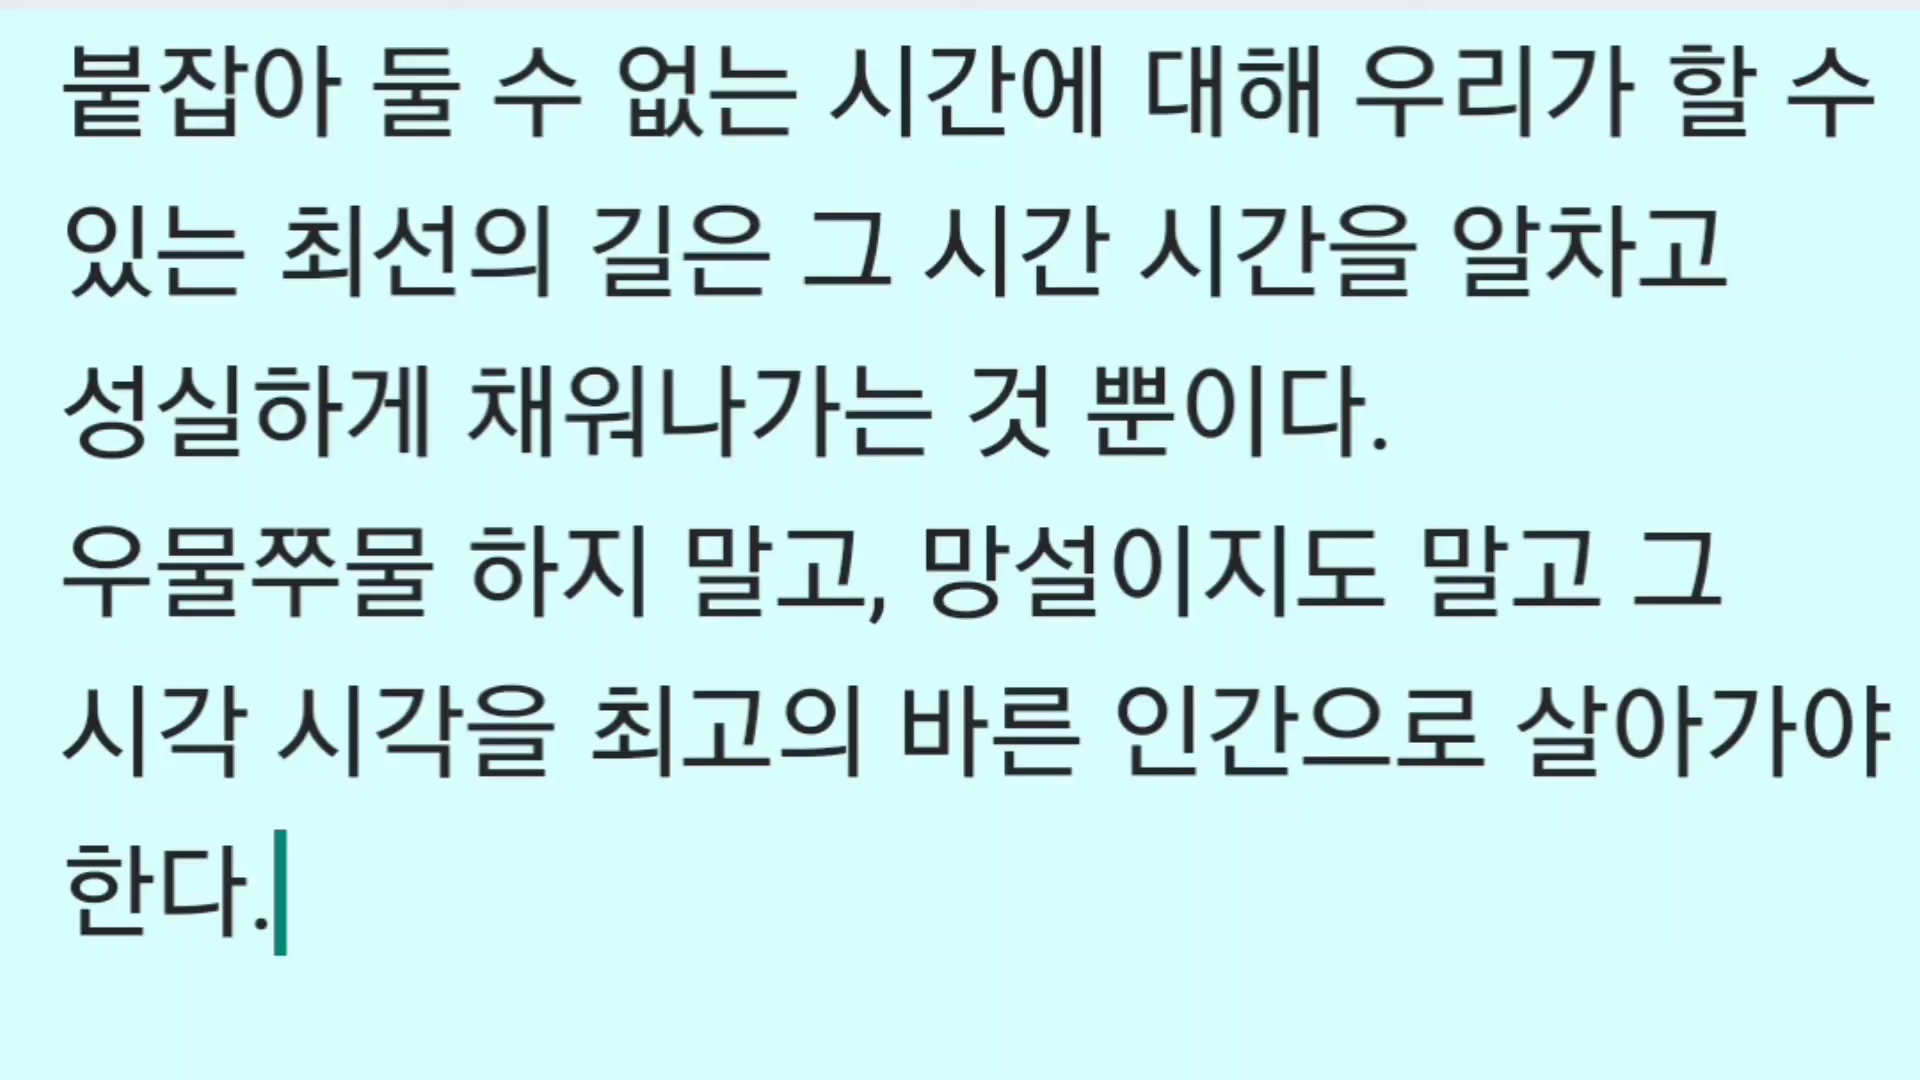 붙잡아 둘 수 없는 시간에 대해 우리가 할 수
있는 최선의 길은 그 시간 시간을 알차고
성실하게 채워나가는 것 뿐이다.
우물쭈물 하지 말고, 망설이지도 말고 그
시각 시각을 최고의 바른 인간으로 살아가야
한다.